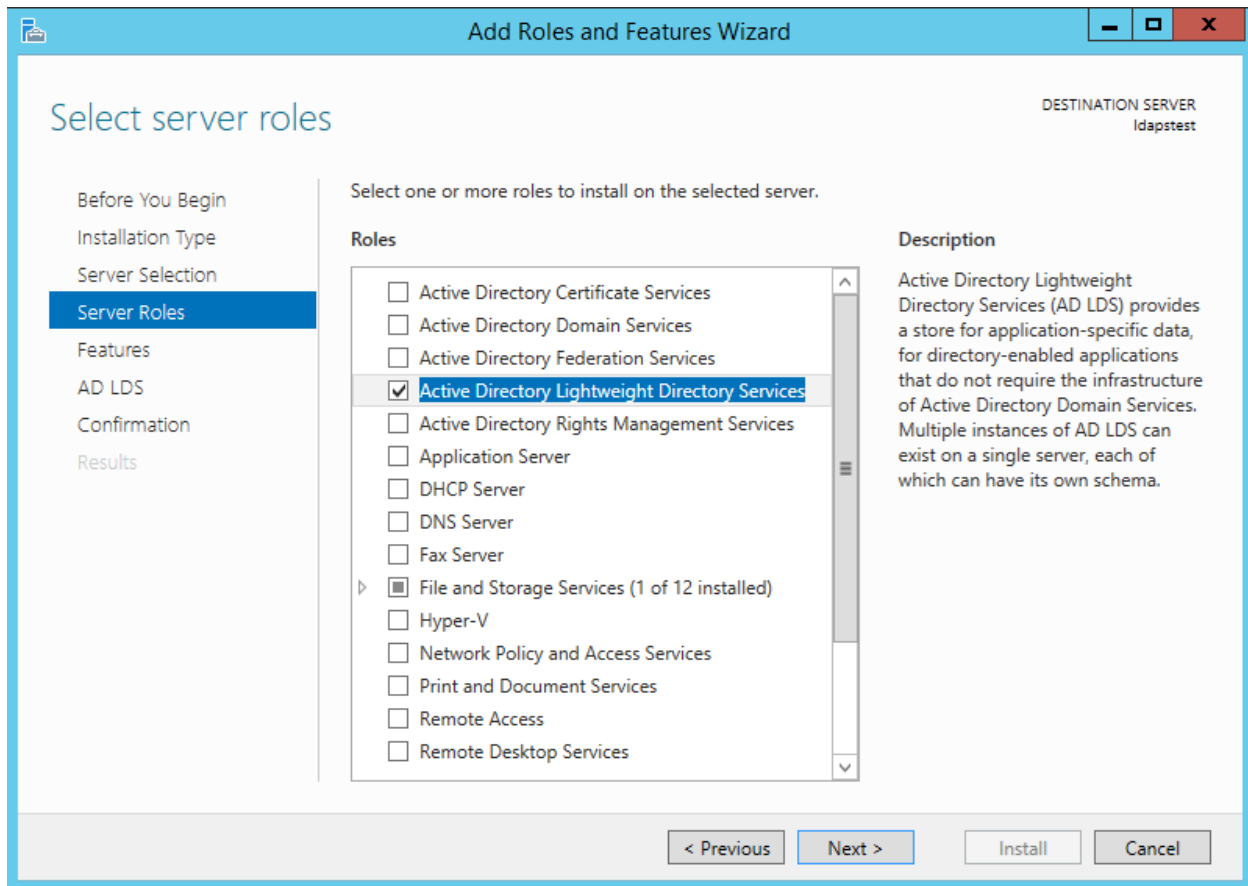 Add Roles and Features Wizard
Select server roles
DESTINATION SERVER
ldapstest
Before You Begin
Installation Type
Server Selection
Server Roles
Features
AD LDS
Confirmation
Results
Select one or more roles to install on the selected server.
Roles
Active Directory Certificate Services
Active Directory Domain Services
Active Directory Federation Services
Active Directory Lightweight Directory Services
Active Directory Rights Management Services
Application Server
DHCP Server
DNS Server
Fax Server
File and Storage Services (1 of 12 installed)
Hyper-V
Network Policy and Access Services
Print and Document Services
Remote Access
Remote Desktop Services
Description
Active Directory Lightweight
Directory Services (AD LDS) provides
a store for application-specific data,
for directory-enabled applications
that do not require the infrastructure
of Active Directory Domain Services.
Multiple instances of AD LDS can
exist on a single server, each of
which can have its own schema.
< Previous
Next >
Install
Cancel